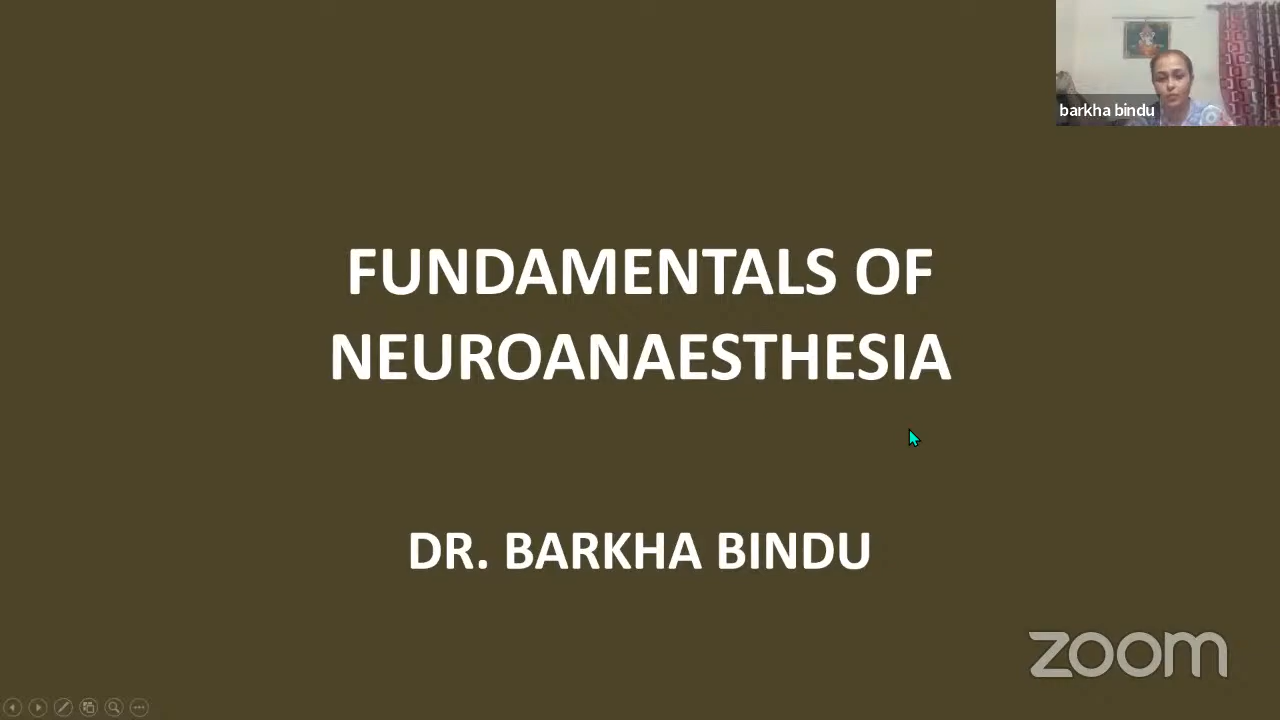 barkha bindu
FUNDAMENTALS OF
NEUROANAESTHESIA
DR. BARKHA BINDU
zoom